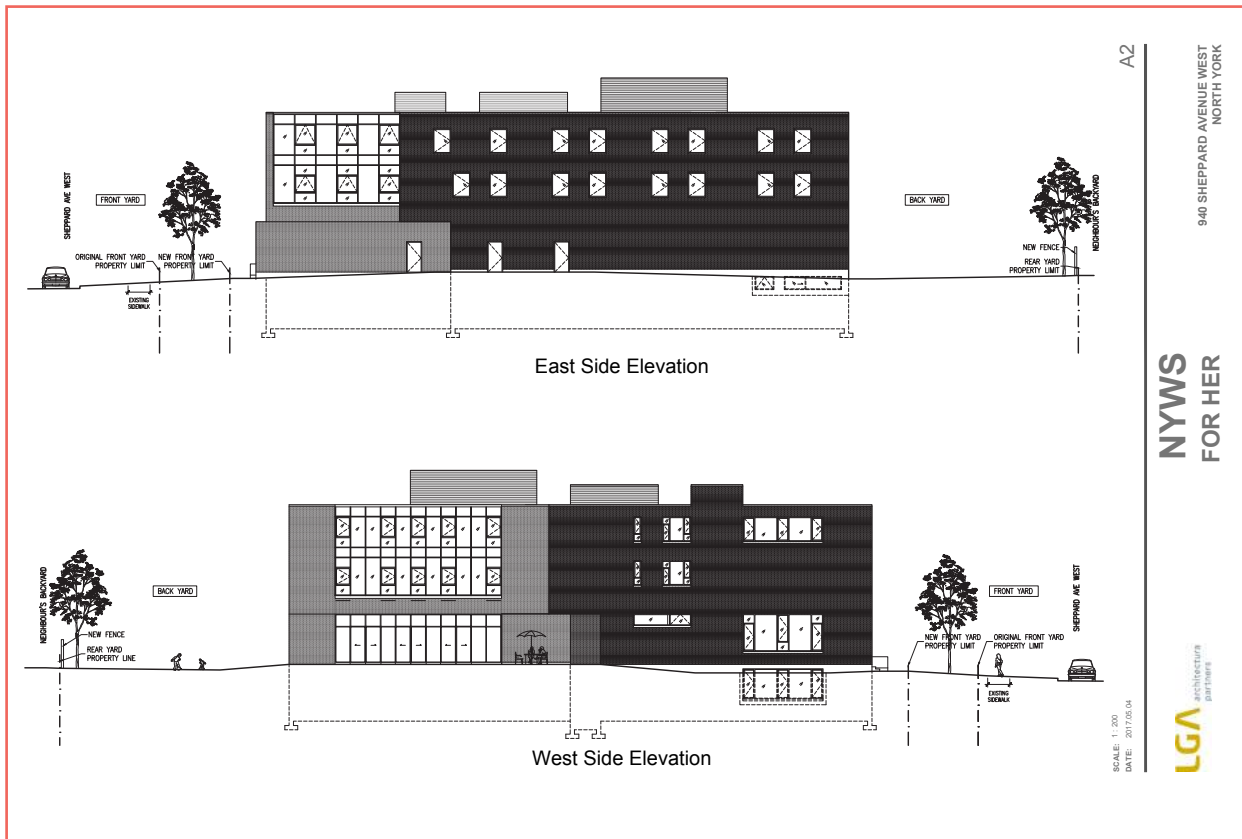 SHEPPARD AVE WEST
FRONT YARD
ORIGINAL FRONT YARD
PROPERTY LIMIT
NEW FRONT YARD
PROPERTY LIMIT
EXISTING
SIDEWALK
BACK YARD
NEIGHBOUR'S BACKYARD
NEW FENCE
REAR YARD
PROPERTY LIMIT
East Side Elevation
NEIGHBOUR'S BACKYARD
BACK YARD
NEW FENCE
REAR YARD
PROPERTY LINE
FRONT YARD
SHEPPARD AVE WEST
NEW FRONT YARD
PROPERTY LIMIT
ORIGINAL FRONT YARD
PROPERTY LIMIT
EXISTING
SIDEWALK
West Side Elevation
A2
940 SHEPPARD AVENUE WEST
NORTH YORK
NYWS
FOR HER
SCALE: 1 : 200
DATE: 2017.05.04
LGA architectura
partners